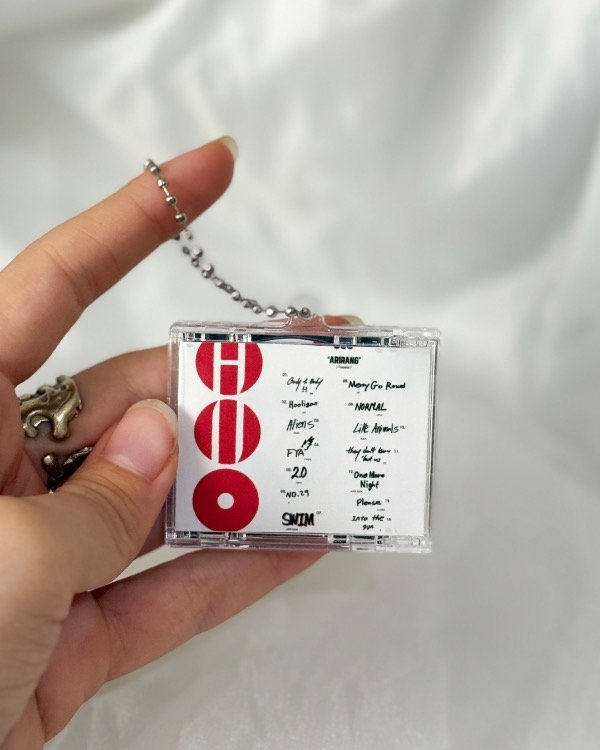 'ARIRANG'
Body to Body
Hooligan
Aliens
FYA
2.0
NO. 29
SWIM
Merry Go Round
NORMAL
Like Animals
they don't know
'bout us
One More
Night
Please
Into the
sun